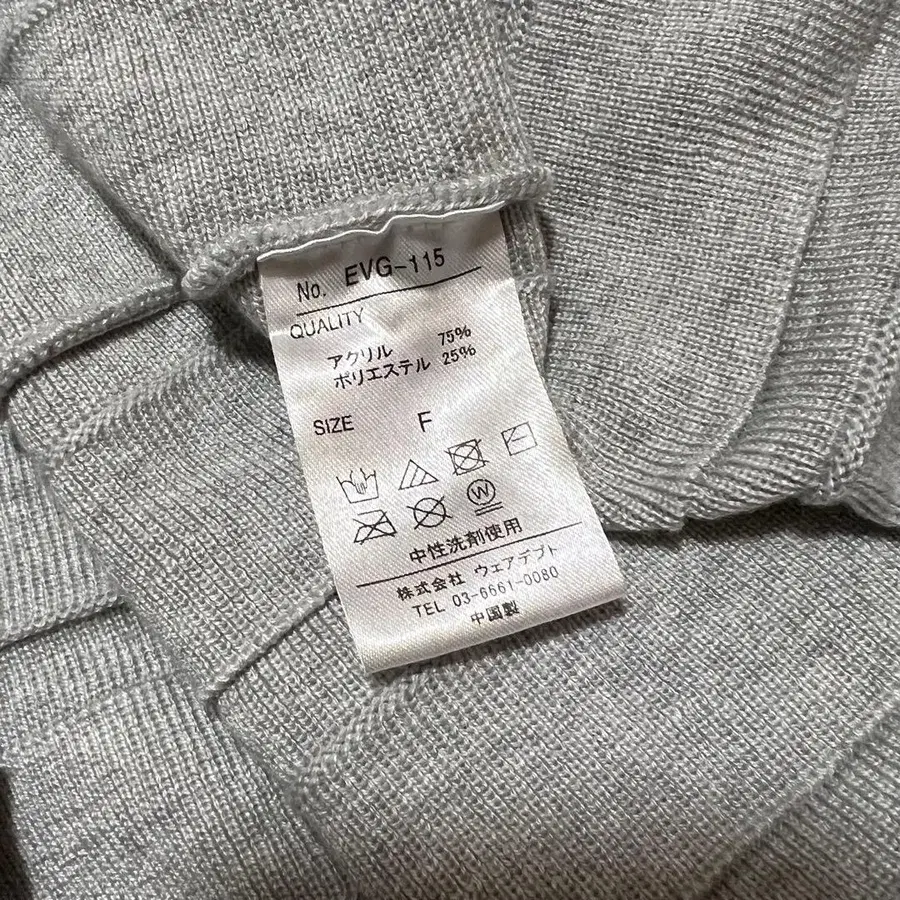 No. EVG-115
QUALITY
アクリル 75%
ポリエステル 25%
SIZE F
W
中性洗剤使用
株式会社 ウェアデプト
TEL 03-6661-0080
中国製